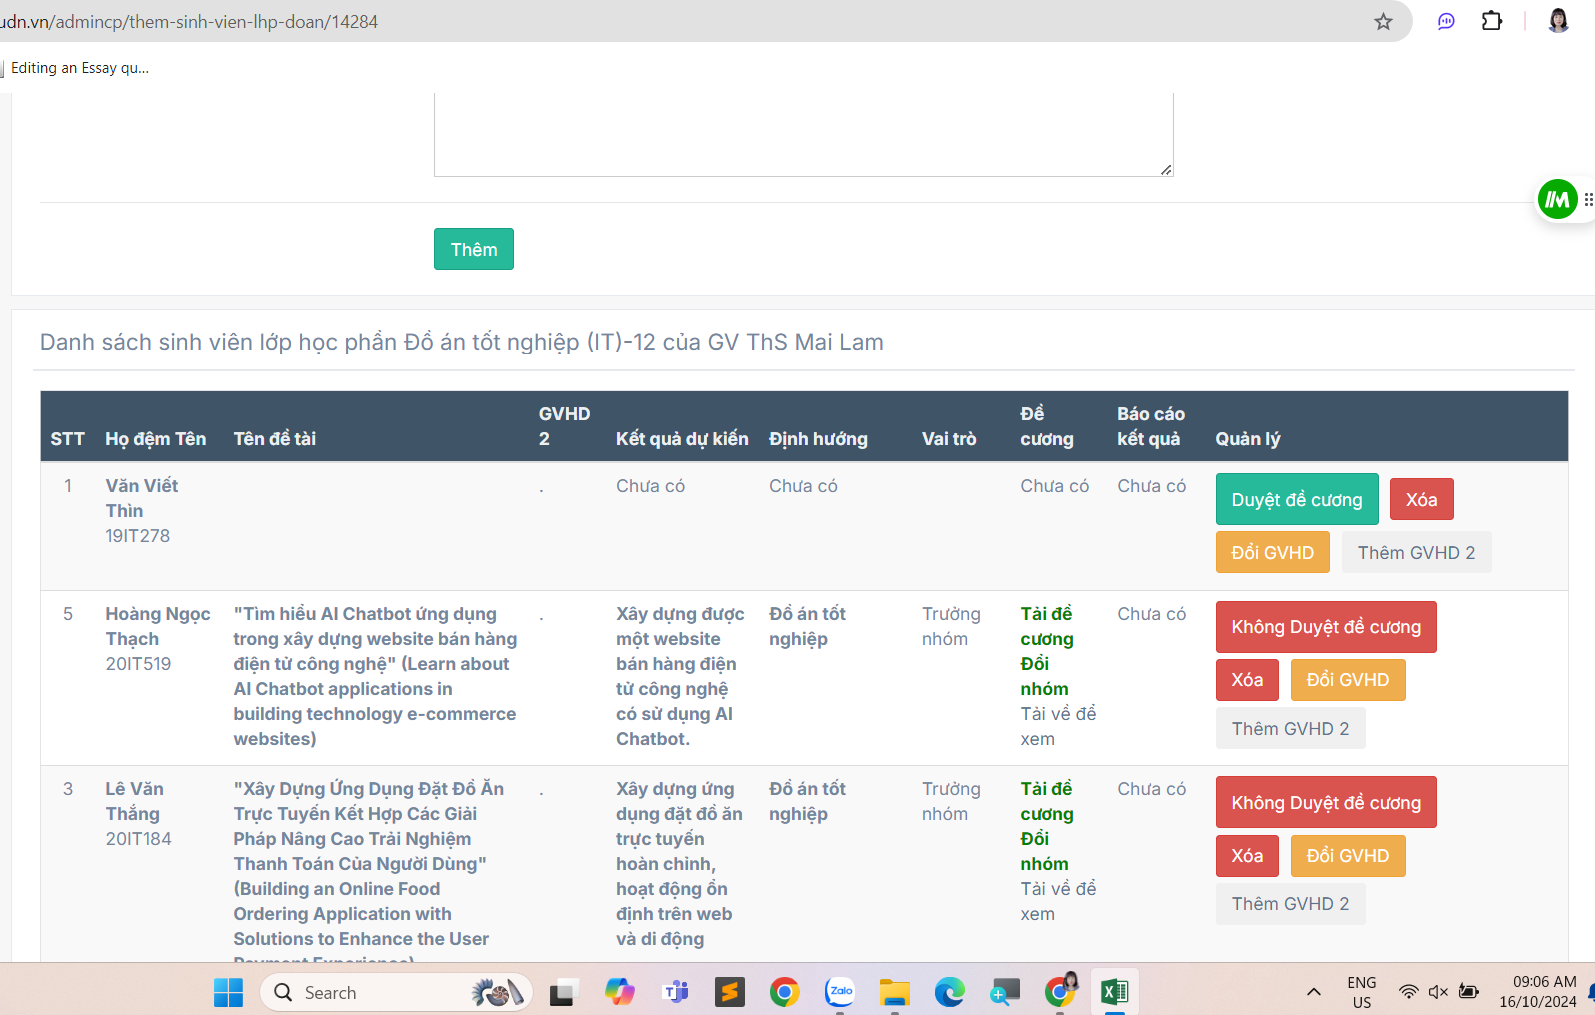 udn.vn/admincp/them-sinh-vien-lhp-doan/14284
Editing an Essay qu...
Thêm
Danh sách sinh viên lớp học phần Đồ án tốt nghiệp (IT)-12 của GV ThS Mai Lam
STT Họ đệm Tên Tên đề tài GVHD 2 Kết quả dự kiến Định hướng Vai trò Đề cương Báo cáo kết quả Quản lý
1 Văn Viết Thìn 19IT278 . Chưa có Chưa có Chưa có Chưa có
Duyệt đề cương Xóa
Đổi GVHD Thêm GVHD 2
5
Hoàng Ngọc
Thạch
20IT519
"Tìm hiểu AI Chatbot ứng dụng
trong xây dựng website bán hàng
điện tử công nghệ" (Learn about
AI Chatbot applications in
building technology e-commerce
websites)
.
Xây dựng được
một website
bán hàng điện
tử công nghệ
có sử dụng AI
Chatbot.
Đồ án tốt
nghiệp
Trưởng
nhóm
Tải đề
cương
Đổi
nhóm
Tải về để
xem
Chưa có
Không Duyệt đề cương
Xóa Đổi GVHD
Thêm GVHD 2
3
Lê Văn
Thắng
20IT184
"Xây Dựng Ứng Dụng Đặt Đồ Ăn
Trực Tuyến Kết Hợp Các Giải
Pháp Nâng Cao Trải Nghiệm
Thanh Toán Của Người Dùng"
(Building an Online Food
Ordering Application with
Solutions to Enhance the User
Payment Experience)
.
Xây dựng ứng
dụng đặt đồ ăn
trực tuyến
hoàn chỉnh,
hoạt động ổn
định trên web
và di động
Đồ án tốt
nghiệp
Trưởng
nhóm
Tải đề
cương
Đổi
nhóm
Tải về để
xem
Chưa có
Không Duyệt đề cương
Xóa Đổi GVHD
Thêm GVHD 2
Search
Zalo
ENG
US
09:06 AM
16/10/2024